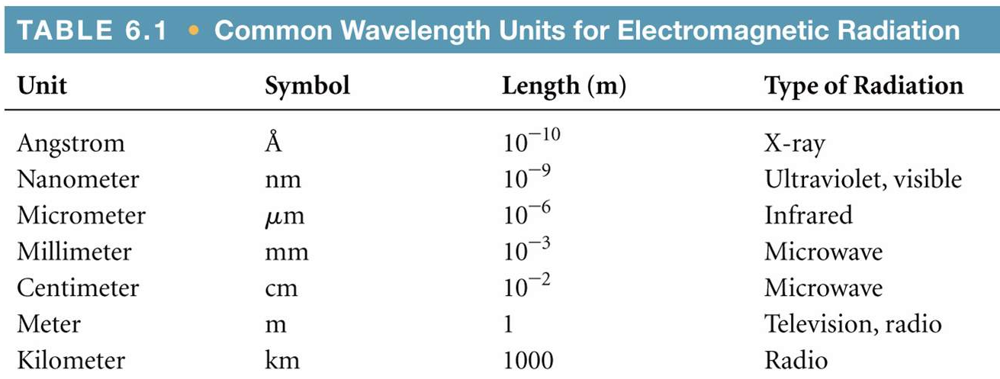 TABLE 6.1 • Common Wavelength Units for Electromagnetic Radiation
Unit Symbol Length (m) Type of Radiation
Angstrom Å 10⁻¹⁰ X-ray
Nanometer nm 10⁻⁹ Ultraviolet, visible
Micrometer μm 10⁻⁶ Infrared
Millimeter mm 10⁻³ Microwave
Centimeter cm 10⁻² Microwave
Meter m 1 Television, radio
Kilometer km 1000 Radio